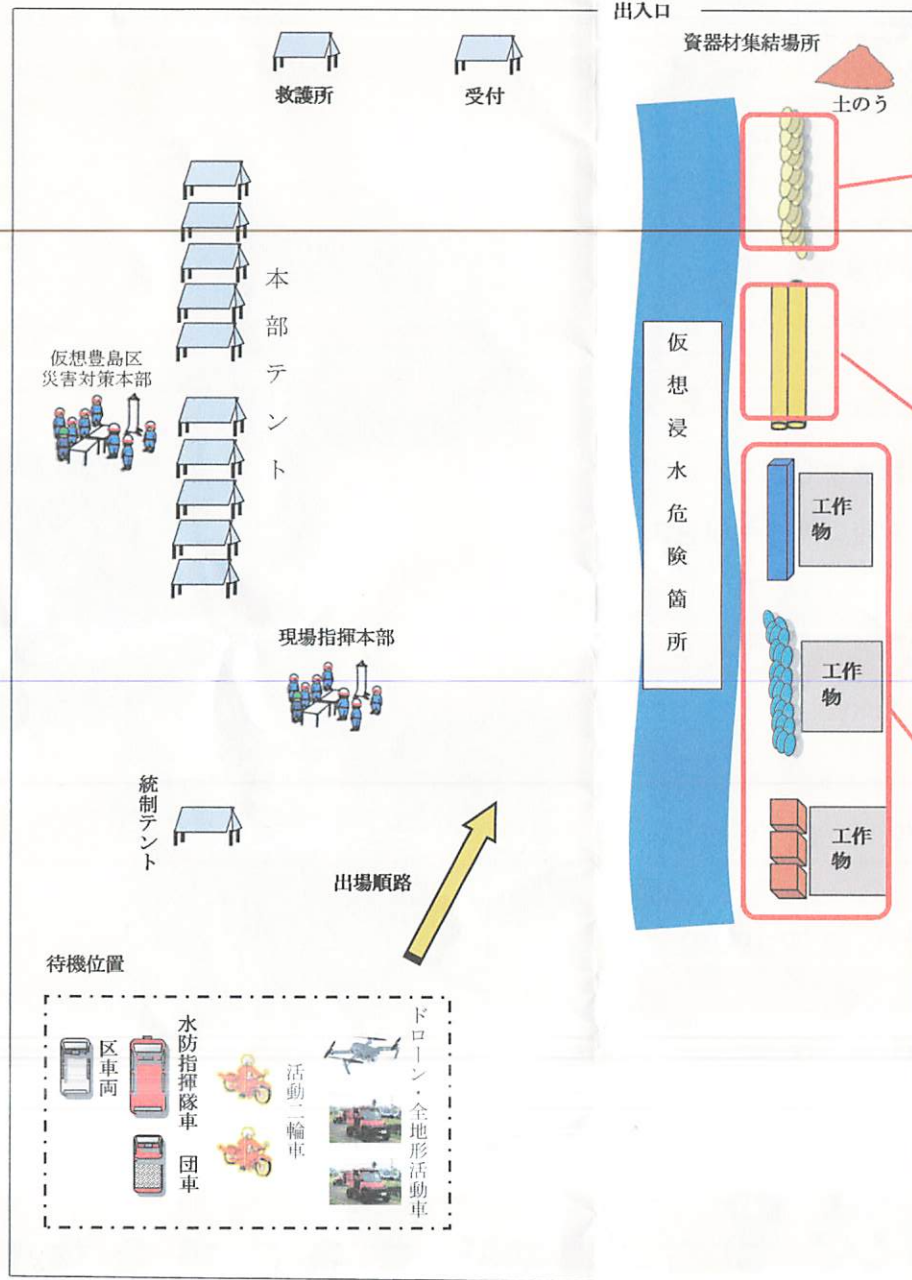 出入口
資器材集結場所
土のう
救護所
受付
本部テント
仮想豊島区
災害対策本部
仮想浸水危険箇所
工作
物
工作
物
工作
物
現場指揮本部
統制テント
出場順路
待機位置
区車両
水防指揮隊車
団車
活動二輪車
ドローン・全地形活動車